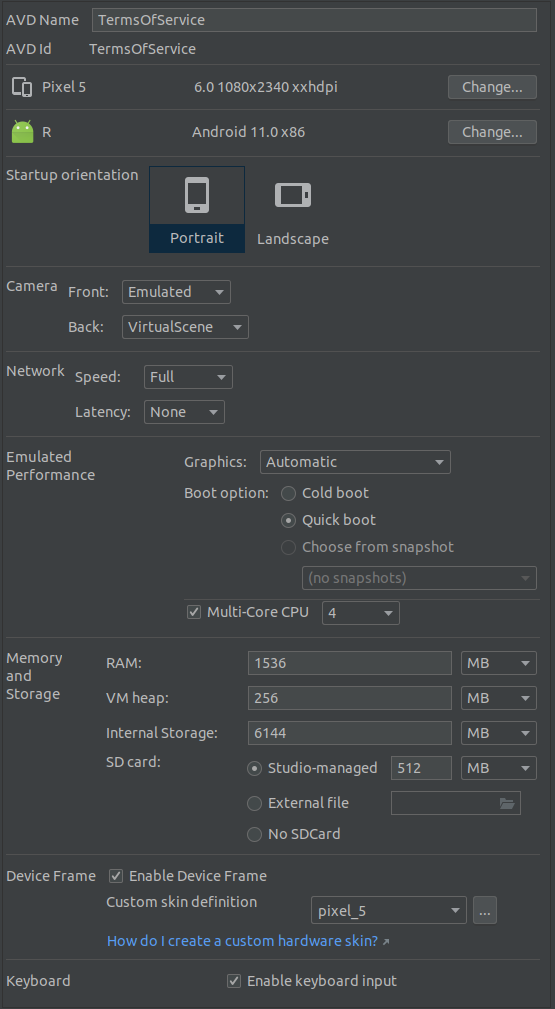 AVD Name TermsOfService
AVD Id TermsOfService
Pixel 5 6.0 1080x2340 xxhdpi Change...
R Android 11.0 x86 Change...
Startup orientation
Portrait Landscape
Camera Front: Emulated
Back: VirtualScene
Network Speed: Full
Latency: None
Emulated
Performance
Graphics: Automatic
Boot option: Cold boot
Quick boot
Choose from snapshot
(no snapshots)
Multi-Core CPU 4
Memory
and
Storage
RAM: 1536 MB
VM heap: 256 MB
Internal Storage: 6144 MB
SD card: Studio-managed 512 MB
External file
No SDCard
Device Frame Enable Device Frame
Custom skin definition pixel_5 ...
How do I create a custom hardware skin? ↗
Keyboard Enable keyboard input